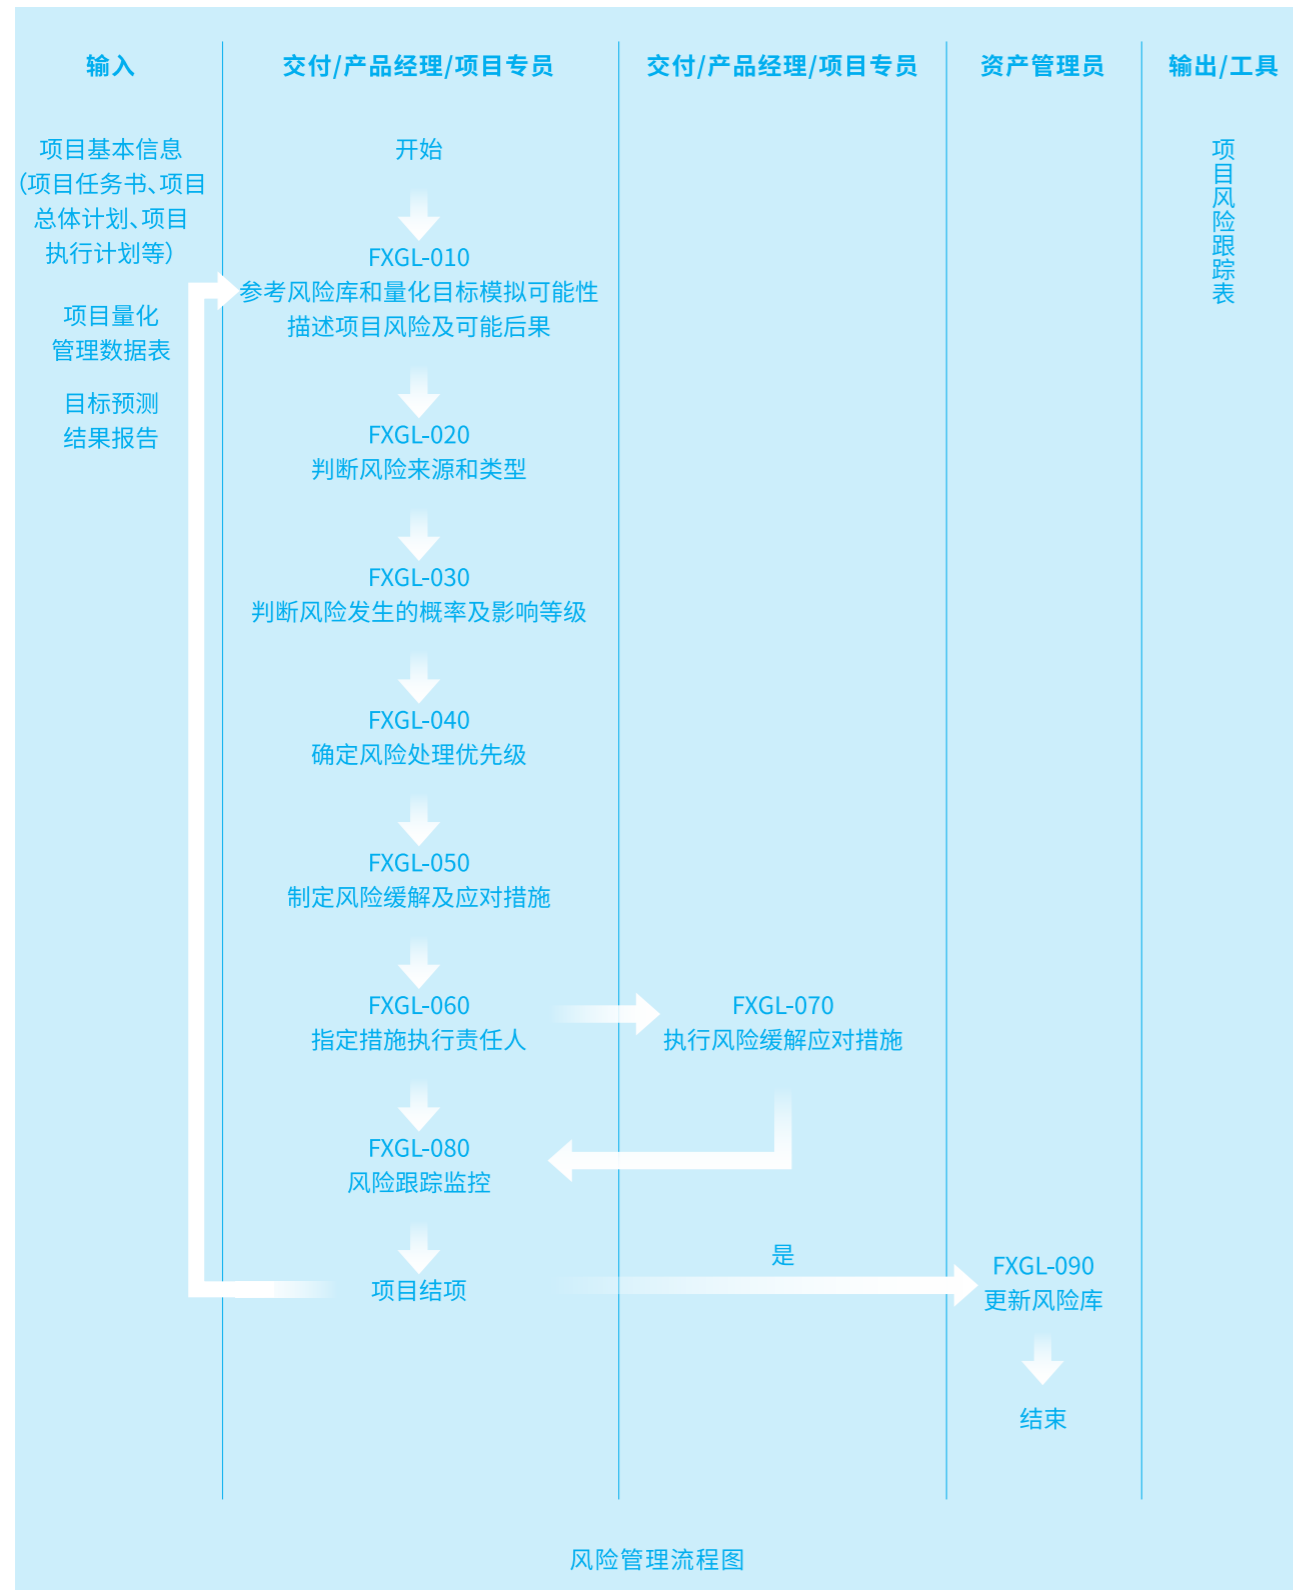 输入
交付/产品经理/项目专员
交付/产品经理/项目专员
资产管理员
输出/工具
项目基本信息
（项目任务书、项目
总体计划、项目
执行计划等）
项目量化
管理数据表
目标预测
结果报告
开始
FXGL-010
参考风险库和量化目标模拟可能性
描述项目风险及可能后果
FXGL-020
判断风险来源和类型
FXGL-030
判断风险发生的概率及影响等级
FXGL-040
确定风险处理优先级
FXGL-050
制定风险缓解及应对措施
FXGL-060
指定措施执行责任人
FXGL-070
执行风险缓解应对措施
FXGL-080
风险跟踪监控
项目结项
是
FXGL-090
更新风险库
结束
项目风险跟踪表
风险管理流程图